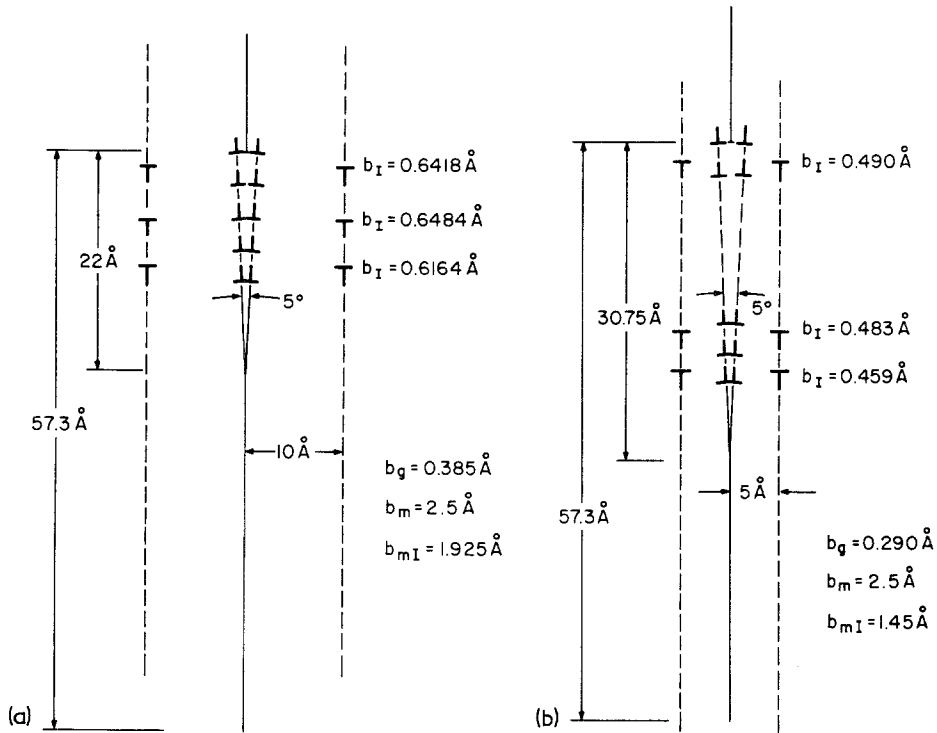 b_I = 0.6418 Å
b_I = 0.6484 Å
b_I = 0.6164 Å
22 Å
5°
57.3 Å
10 Å
b_g = 0.385 Å
b_m = 2.5 Å
b_mI = 1.925 Å
(a)
b_I = 0.490 Å
5°
30.75 Å
b_I = 0.483 Å
b_I = 0.459 Å
5 Å
57.3 Å
b_g = 0.290 Å
b_m = 2.5 Å
b_mI = 1.45 Å
(b)